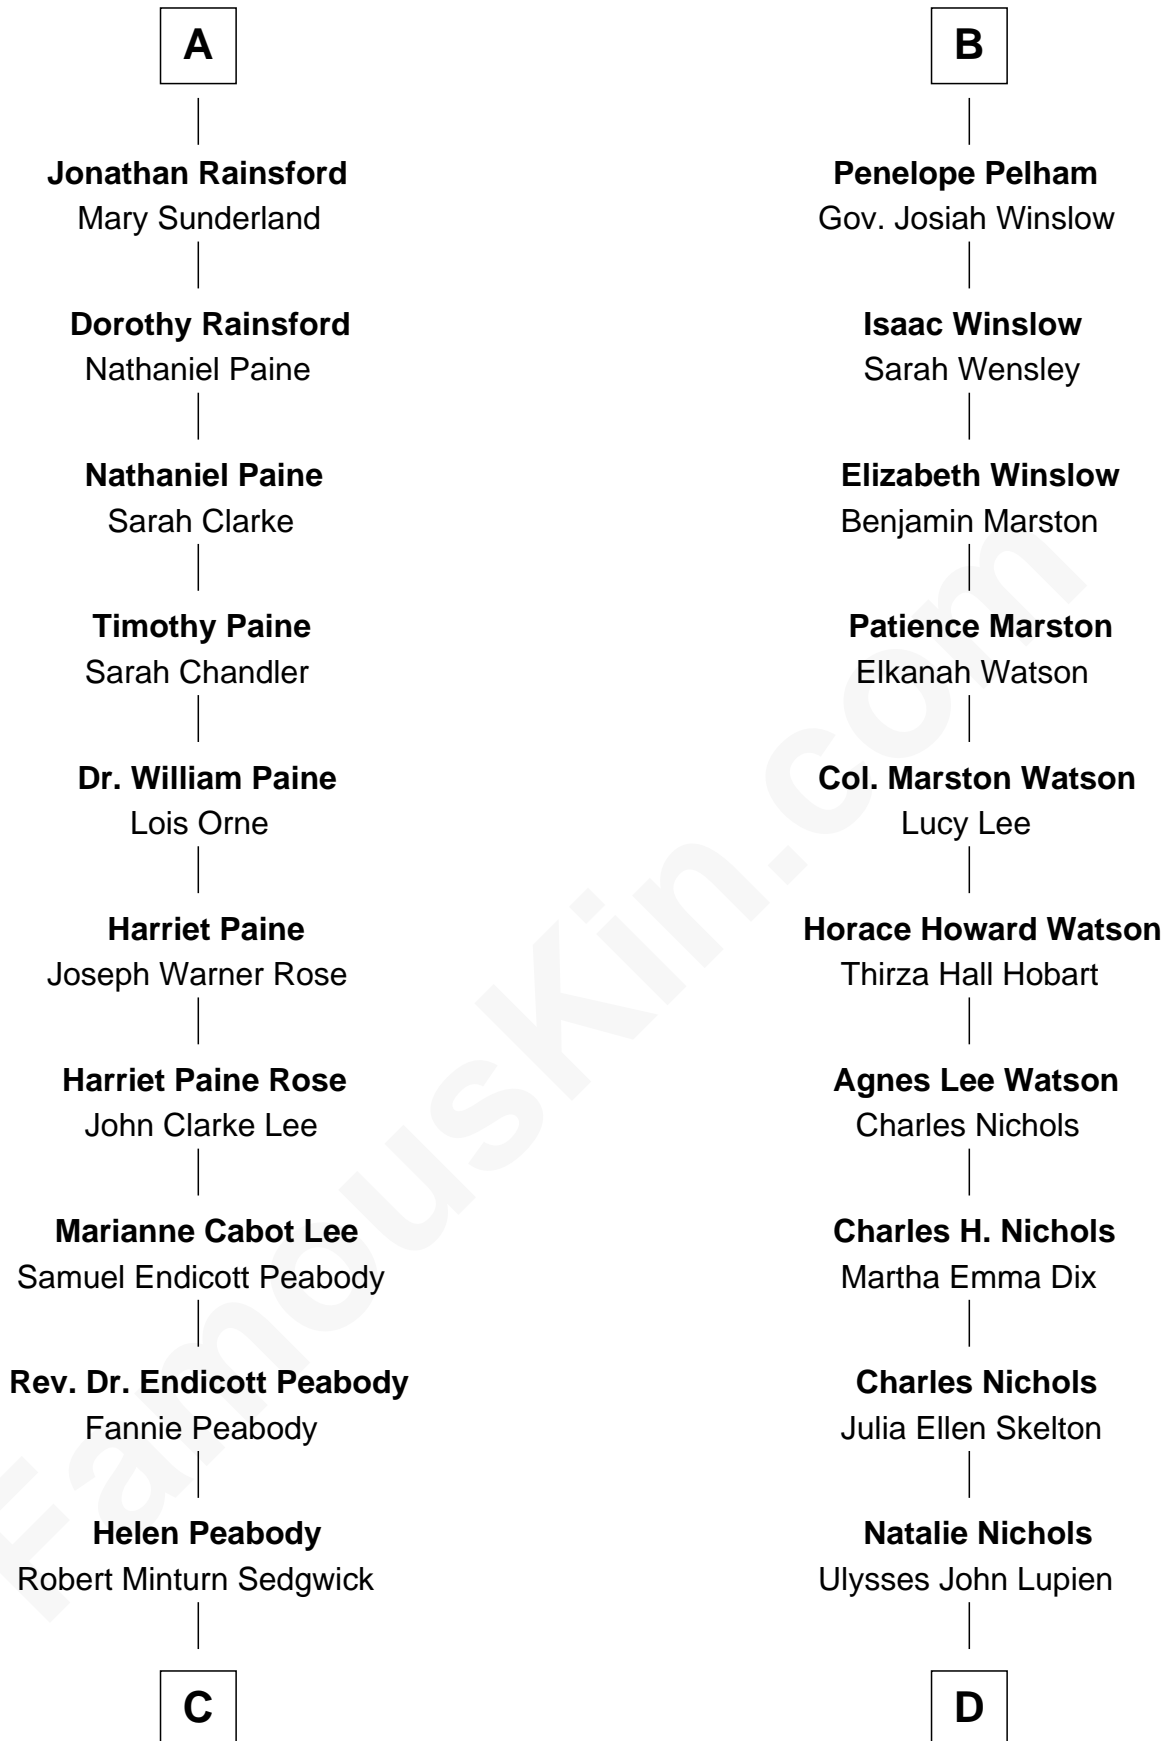 A
Jonathan Rainsford
Mary Sunderland
Dorothy Rainsford
Nathaniel Paine
Nathaniel Paine
Sarah Clarke
Timothy Paine
Sarah Chandler
Dr. William Paine
Lois Orne
Harriet Paine
Joseph Warner Rose
Harriet Paine Rose
John Clarke Lee
Marianne Cabot Lee
Samuel Endicott Peabody
Rev. Dr. Endicott Peabody
Fannie Peabody
Helen Peabody
Robert Minturn Sedgwick
C
B
Penelope Pelham
Gov. Josiah Winslow
Isaac Winslow
Sarah Wensley
Elizabeth Winslow
Benjamin Marston
Patience Marston
Elkanah Watson
Col. Marston Watson
Lucy Lee
Horace Howard Watson
Thirza Hall Hobart
Agnes Lee Watson
Charles Nichols
Charles H. Nichols
Martha Emma Dix
Charles Nichols
Julia Ellen Skelton
Natalie Nichols
Ulysses John Lupien
D
FamousKin.com